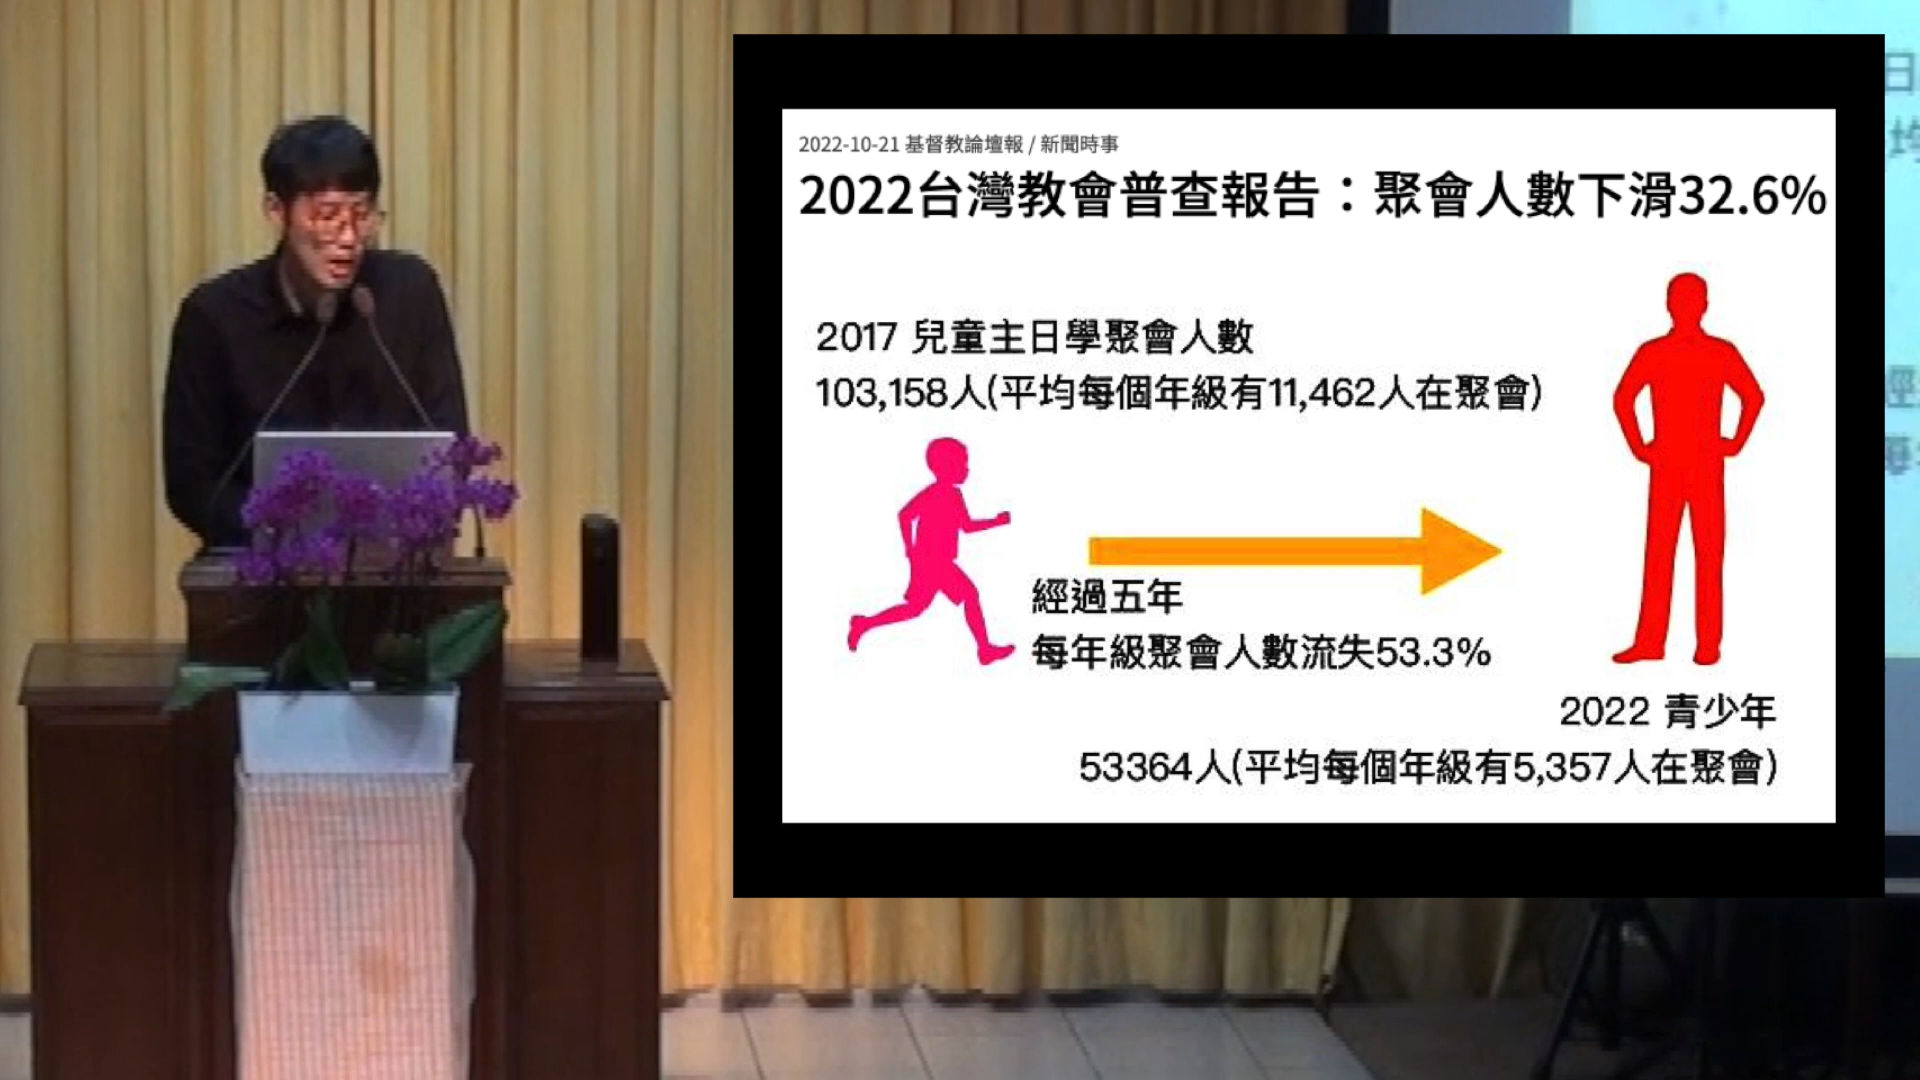 2022-10-21 基督教論壇報 / 新聞時事
2022台灣教會普查報告：聚會人數下滑32.6%
2017 兒童主日學聚會人數
103,158人(平均每個年級有11,462人在聚會)
經過五年
每年級聚會人數流失53.3%
2022 青少年
53364人(平均每個年級有5,357人在聚會)